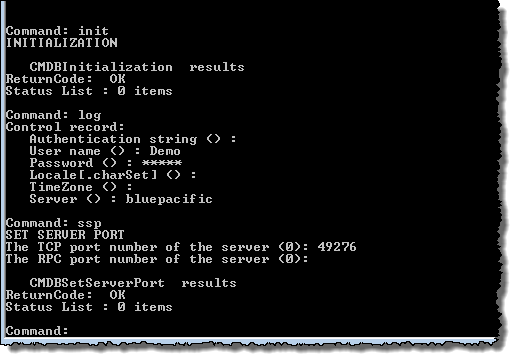 Command: init
INITIALIZATION
CMDBInitialization results
ReturnCode: OK
Status List : 0 items
Command: log
Control record:
Authentication string () :
User name () : Demo
Password () : *****
Locale[.charSet] () :
TimeZone () :
Server () : bluepacific
Command: ssp
SET SERVER PORT
The TCP port number of the server (0): 49276
The RPC port number of the server (0):
CMDBSetServerPort results
ReturnCode: OK
Status List : 0 items
Command: